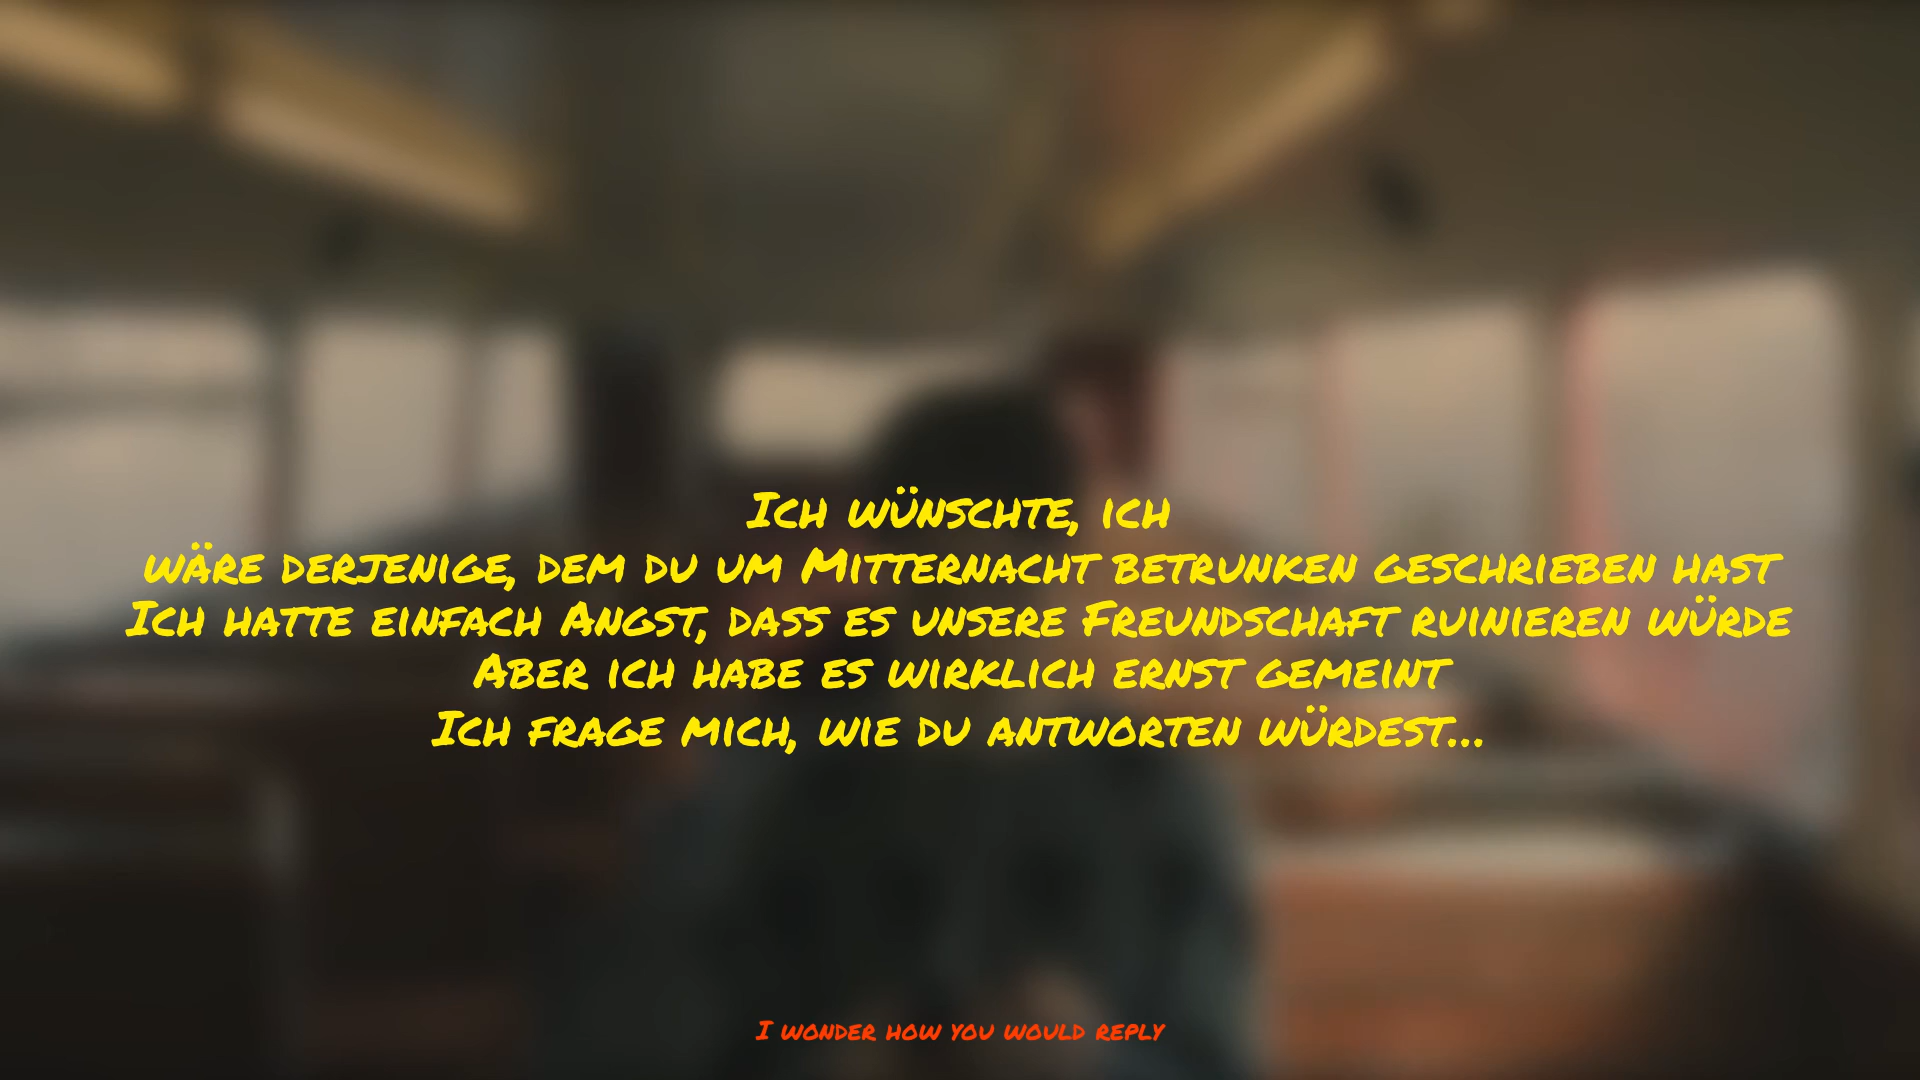 Ich wünschte, ich
wäre derjenige, dem du um Mitternacht betrunken geschrieben hast
Ich hatte einfach Angst, dass es unsere Freundschaft ruinieren würde
Aber ich habe es wirklich ernst gemeint
Ich frage mich, wie du antworten würdest...
I wonder how you would reply